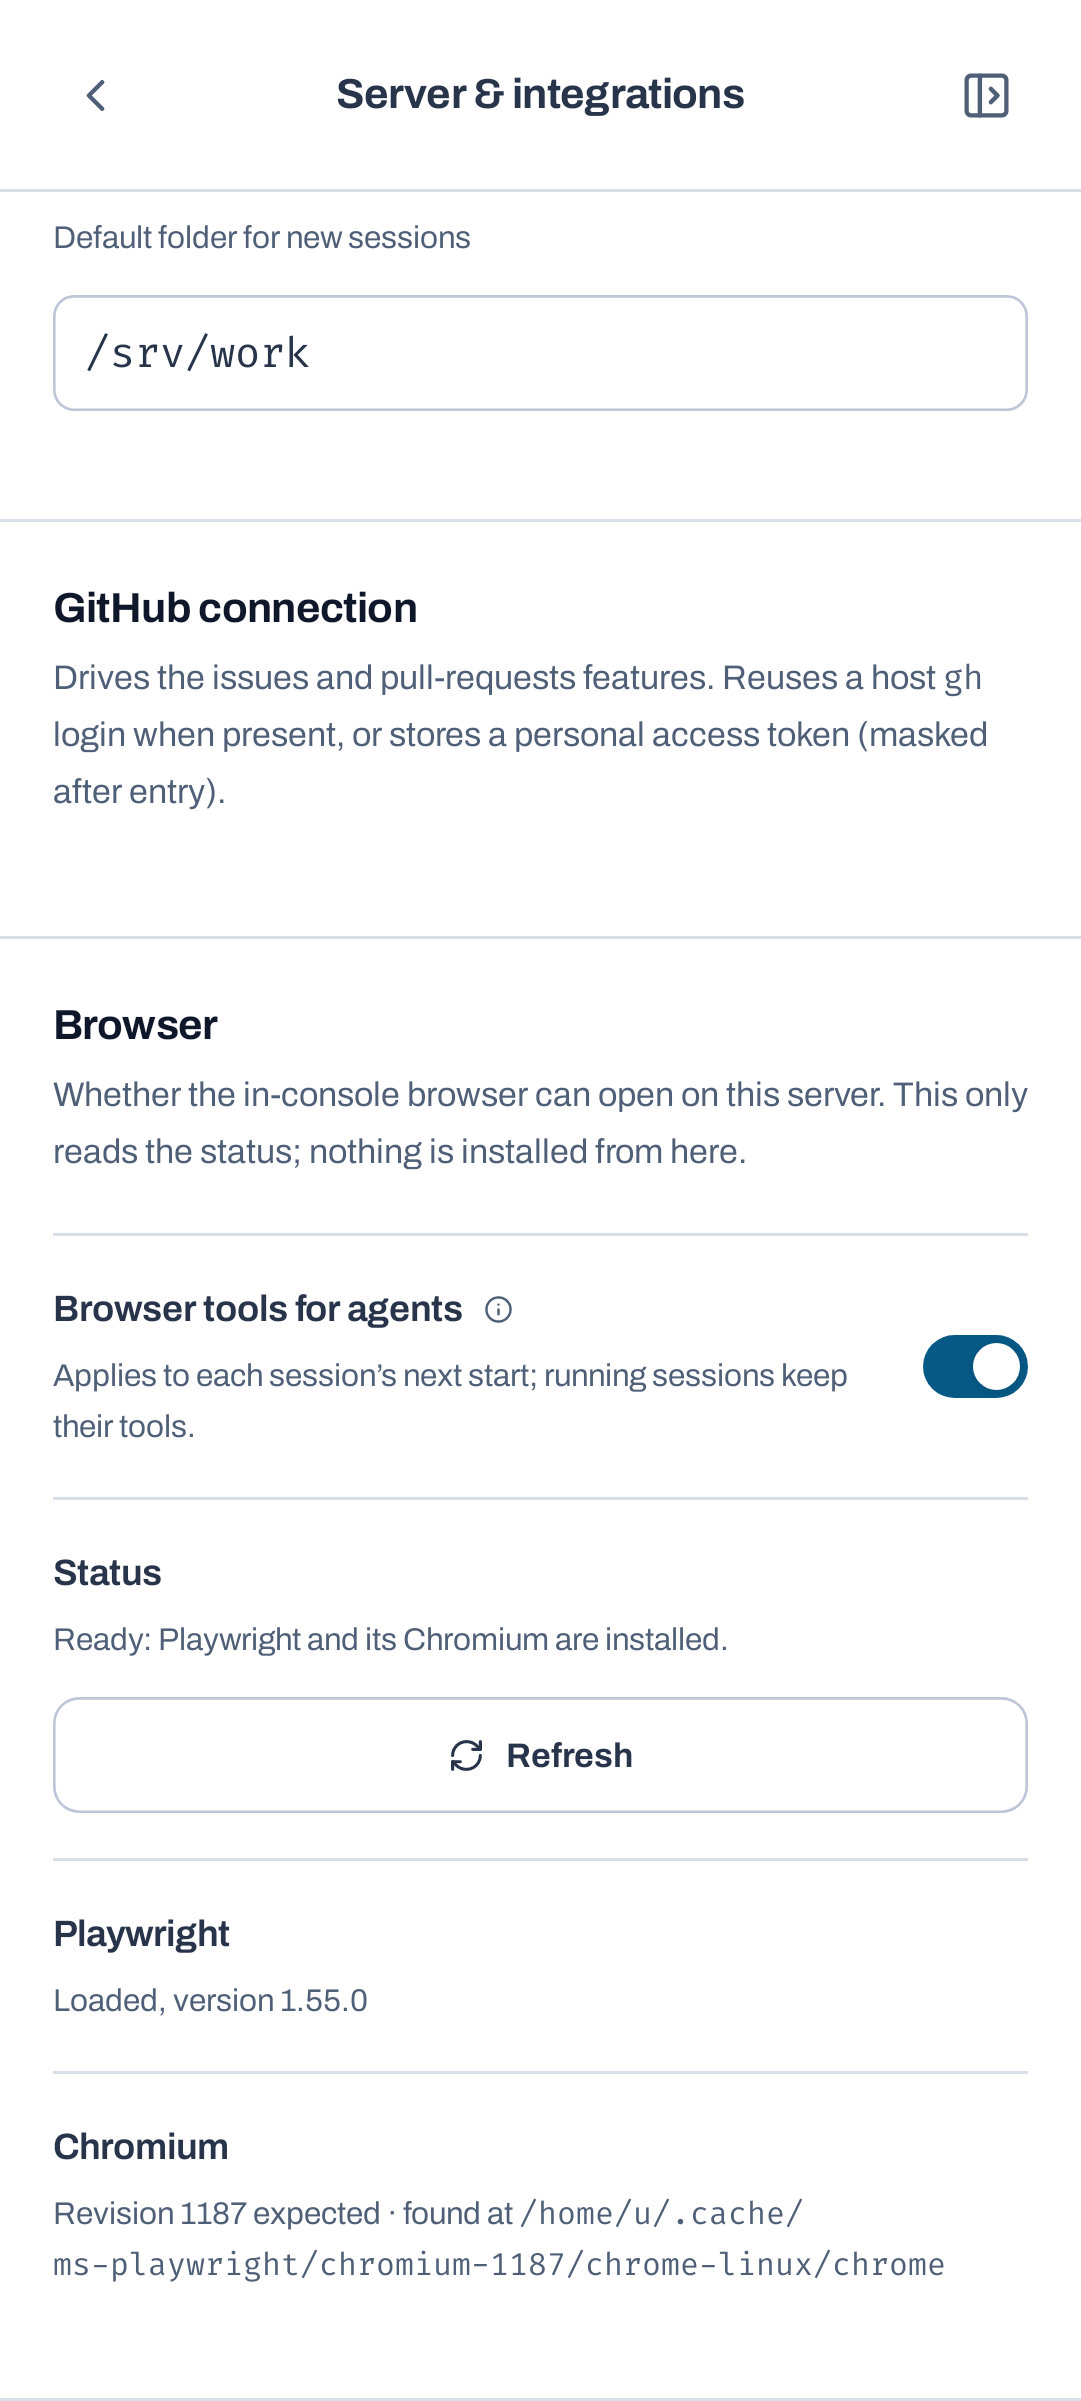 Server & integrations
Default folder for new sessions
/srv/work
GitHub connection
Drives the issues and pull-requests features. Reuses a host gh
login when present, or stores a personal access token (masked
after entry).
Browser
Whether the in-console browser can open on this server. This only
reads the status; nothing is installed from here.
Browser tools for agents
Applies to each session’s next start; running sessions keep
their tools.
Status
Ready: Playwright and its Chromium are installed.
Refresh
Playwright
Loaded, version 1.55.0
Chromium
Revision 1187 expected · found at /home/u/.cache/
ms-playwright/chromium-1187/chrome-linux/chrome